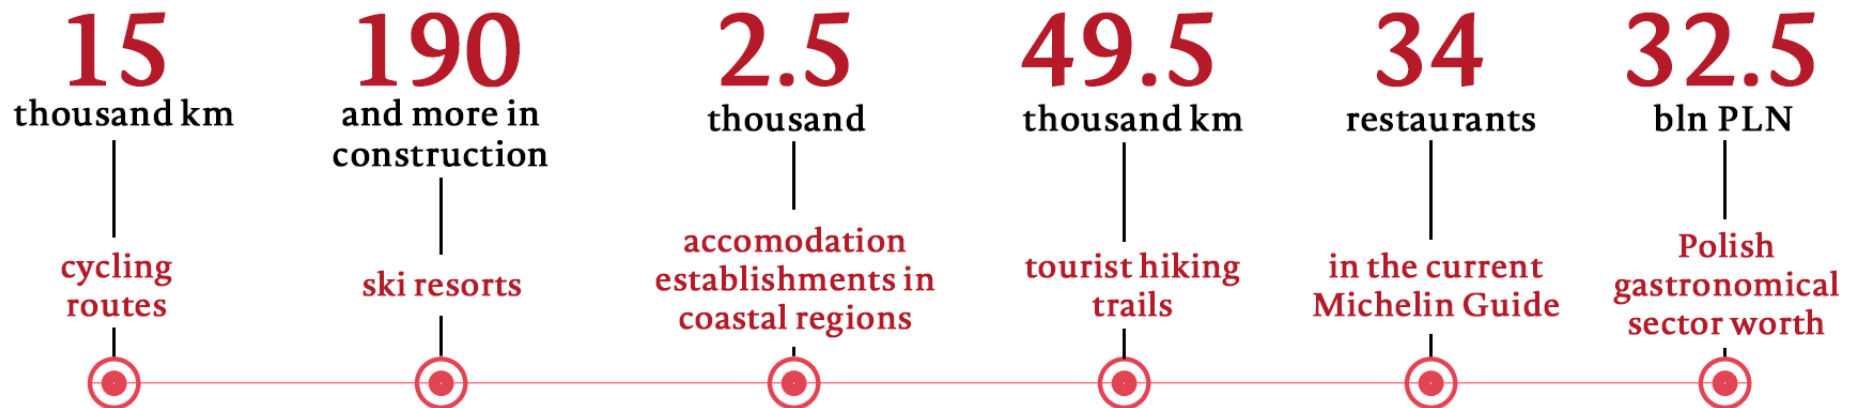 15
thousand km
cycling
routes
190
and more in
construction
ski resorts
2.5
thousand
accomodation
establishments in
coastal regions
49.5
thousand km
tourist hiking
trails
34
restaurants
in the current
Michelin Guide
32.5
bln PLN
Polish
gastronomical
sector worth